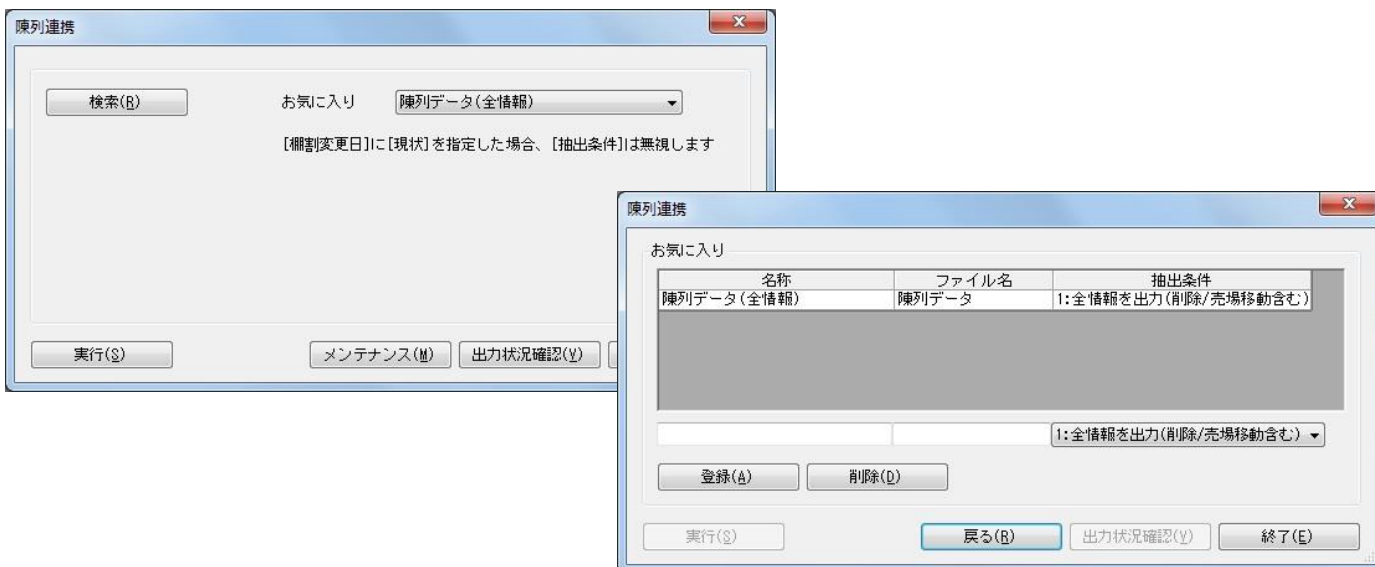 陳列連携
検索(R)
お気に入り
陳列データ(全情報)
[棚割変更日]に[現状]を指定した場合、[抽出条件]は無視します
実行(S)
メンテナンス(M)
出力状況確認(V)
陳列連携
お気に入り
名称 ファイル名 抽出条件
陳列データ(全情報) 陳列データ 1:全情報を出力(削除/売場移動含む)
1:全情報を出力(削除/売場移動含む)
登録(A)
削除(D)
実行(S)
戻る(R)
出力状況確認(V)
終了(E)